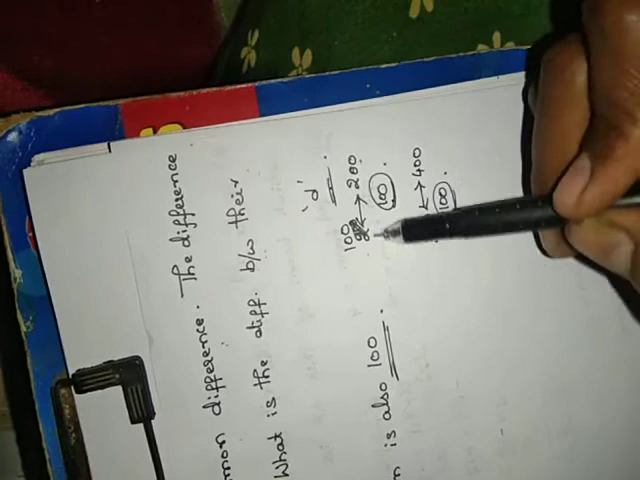 mon difference. The difference
What is the diff. b/w their
'd'
100 ↔ 200
100.
↔ 400
100.
is also 100.